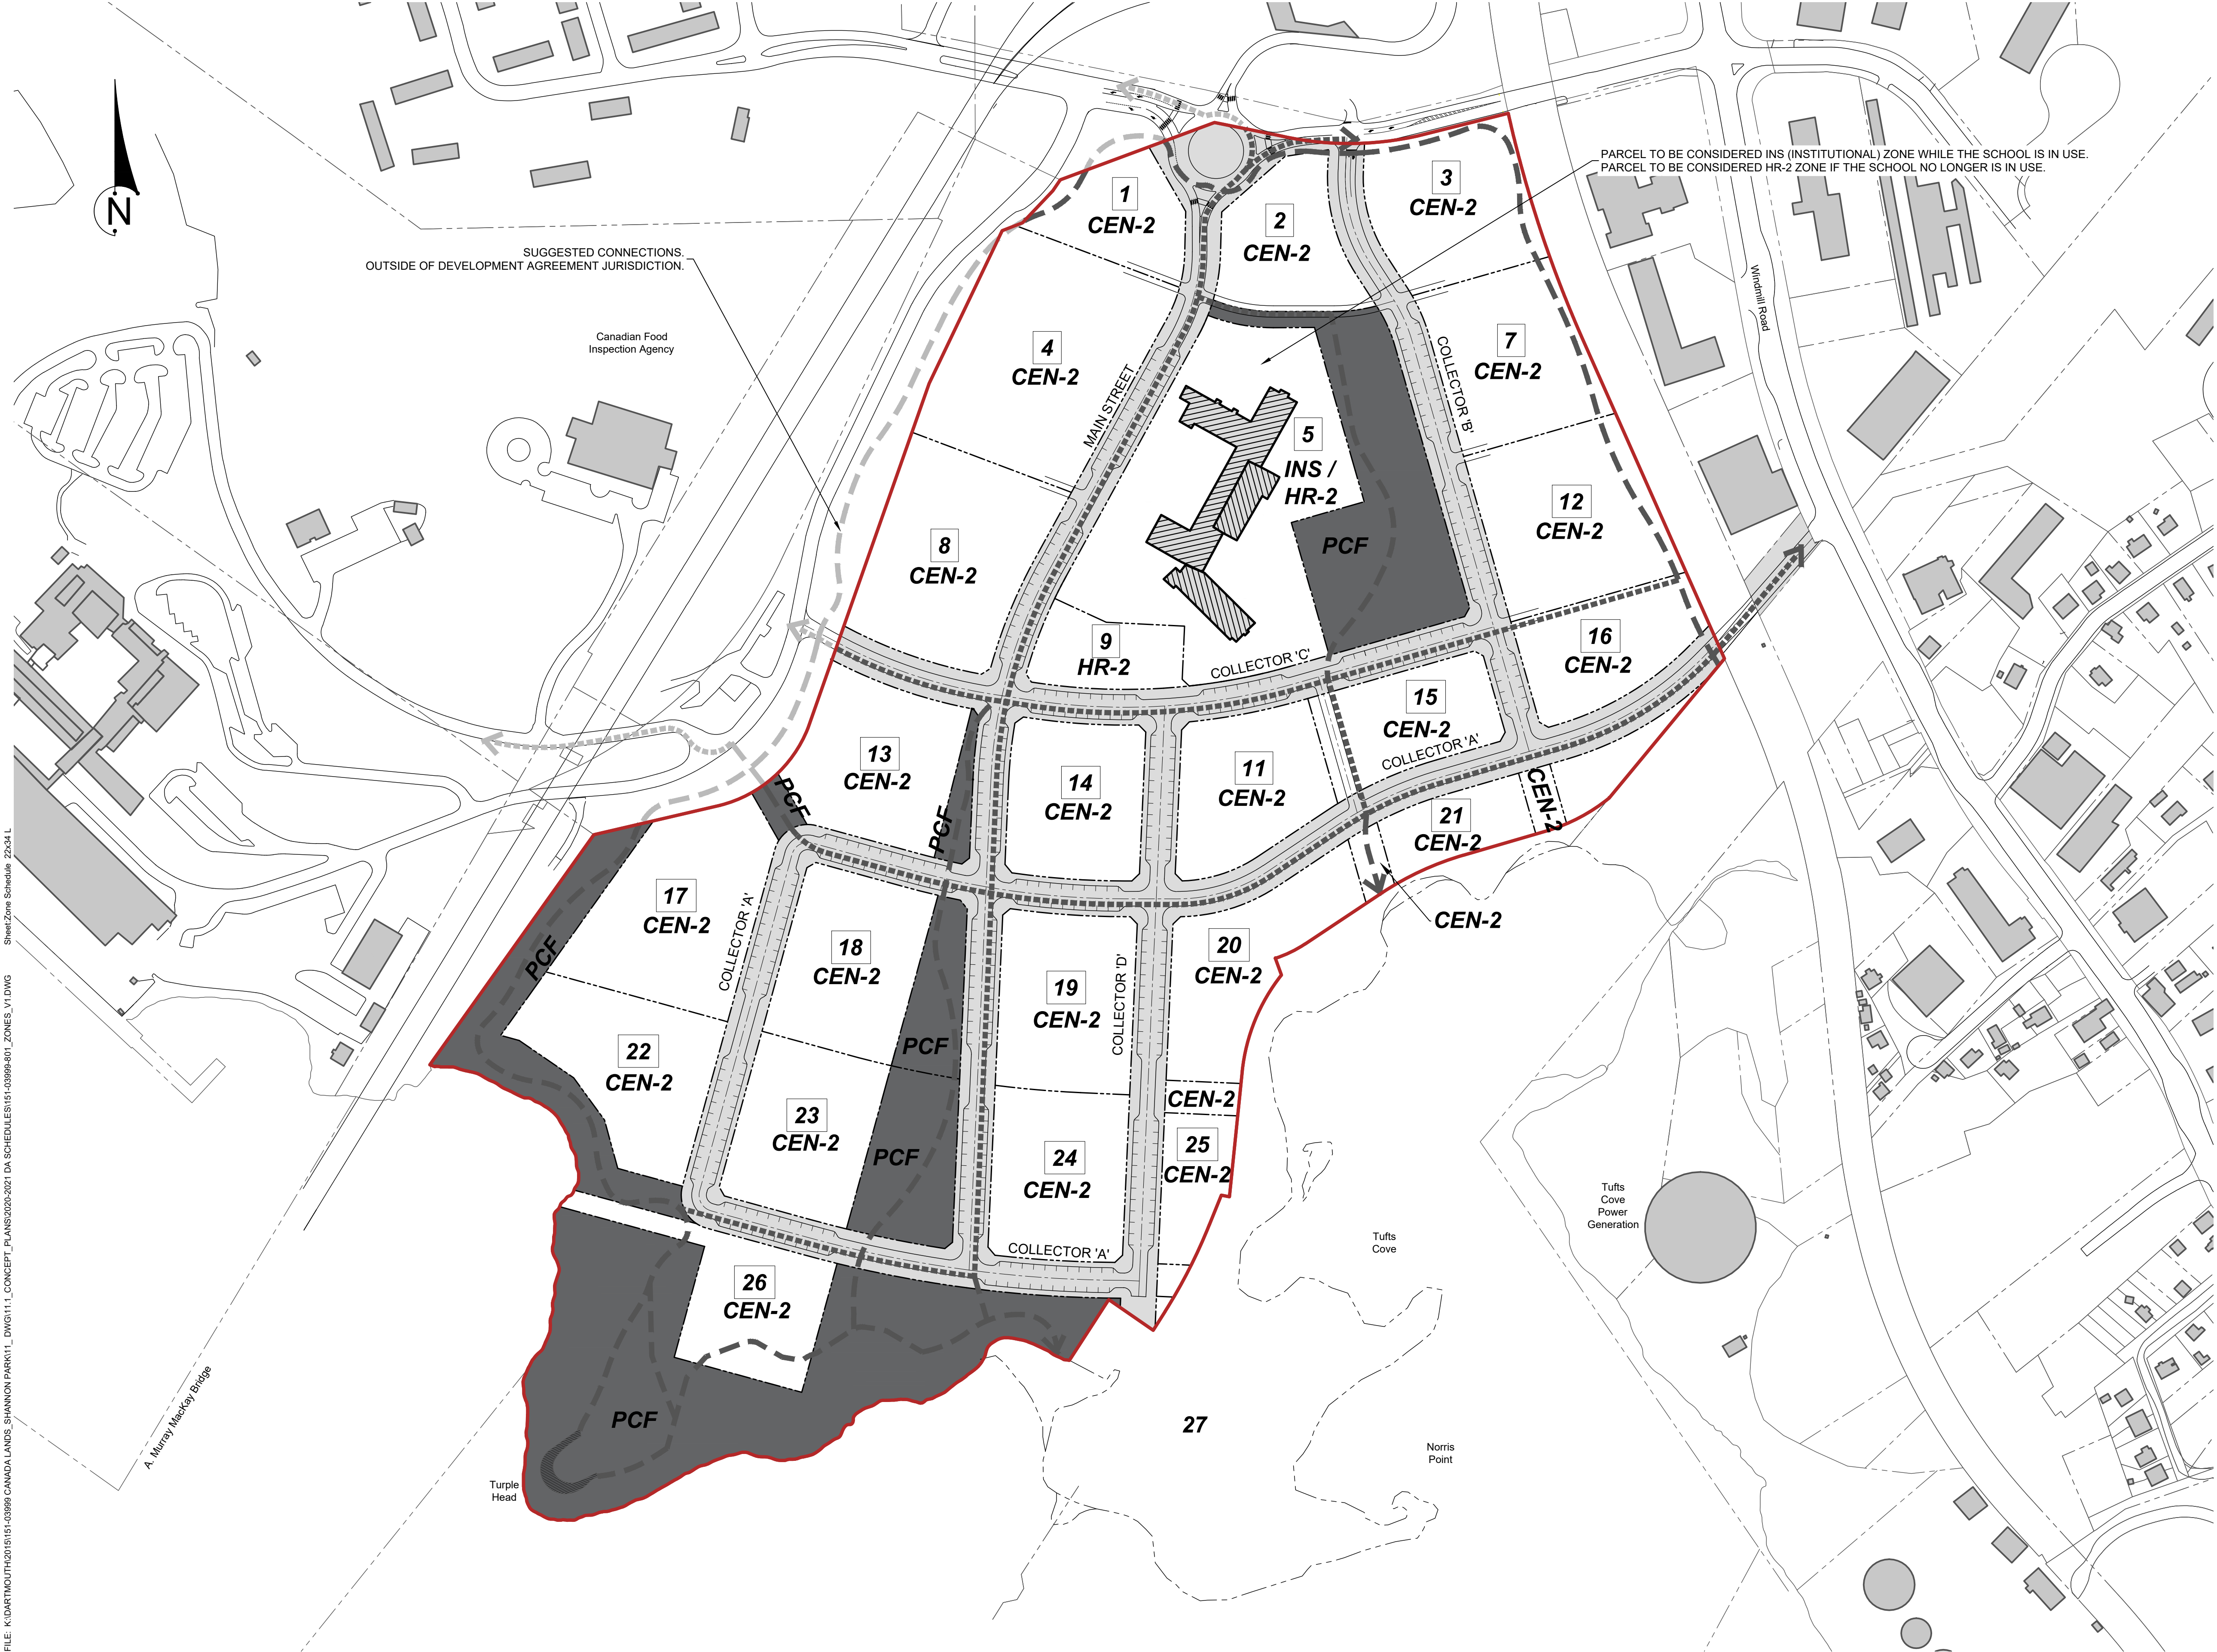 N
PARCEL TO BE CONSIDERED INS (INSTITUTIONAL) ZONE WHILE THE SCHOOL IS IN USE.
PARCEL TO BE CONSIDERED HR-2 ZONE IF THE SCHOOL NO LONGER IS IN USE.
SUGGESTED CONNECTIONS.
OUTSIDE OF DEVELOPMENT AGREEMENT JURISDICTION.
Canadian Food
Inspection Agency
Windmill Road
1
CEN-2
2
CEN-2
3
CEN-2
4
CEN-2
MAIN STREET
5
INS /
HR-2
PCF
COLLECTOR 'B'
7
CEN-2
8
CEN-2
12
CEN-2
9
HR-2
COLLECTOR 'C'
16
CEN-2
13
CEN-2
PCF
PCF
14
CEN-2
11
CEN-2
15
CEN-2
COLLECTOR 'A'
21
CEN-2
CEN-2
CEN-2
17
CEN-2
PCF
COLLECTOR 'A'
18
CEN-2
PCF
19
CEN-2
COLLECTOR 'D'
20
CEN-2
22
CEN-2
23
CEN-2
PCF
24
CEN-2
CEN-2
25
CEN-2
COLLECTOR 'A'
26
CEN-2
PCF
27
Tufts
Cove
Power
Generation
Tufts
Cove
Norris
Point
Turple
Head
A. Murray MacKay Bridge
FILE: K:\DARTMOUTH\2015\151-03999 CANADA LANDS_SHANNON PARK\11_ DWG\11.1_CONCEPT_PLANS\2020-2021 DA SCHEDULES\151-03999-801_ZONES_V1.DWG Sheet:Zone Schedule 22x34 L